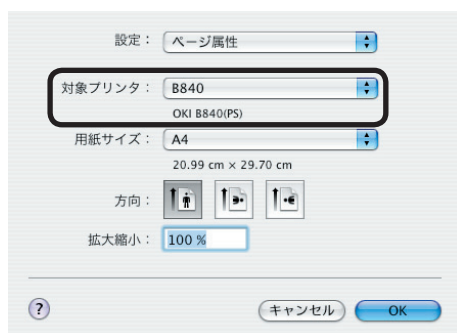 設定： ページ属性
対象プリンタ： B840
OKI B840(PS)
用紙サイズ： A4
20.99 cm × 29.70 cm
方向：
拡大縮小： 100 %
? キャンセル OK